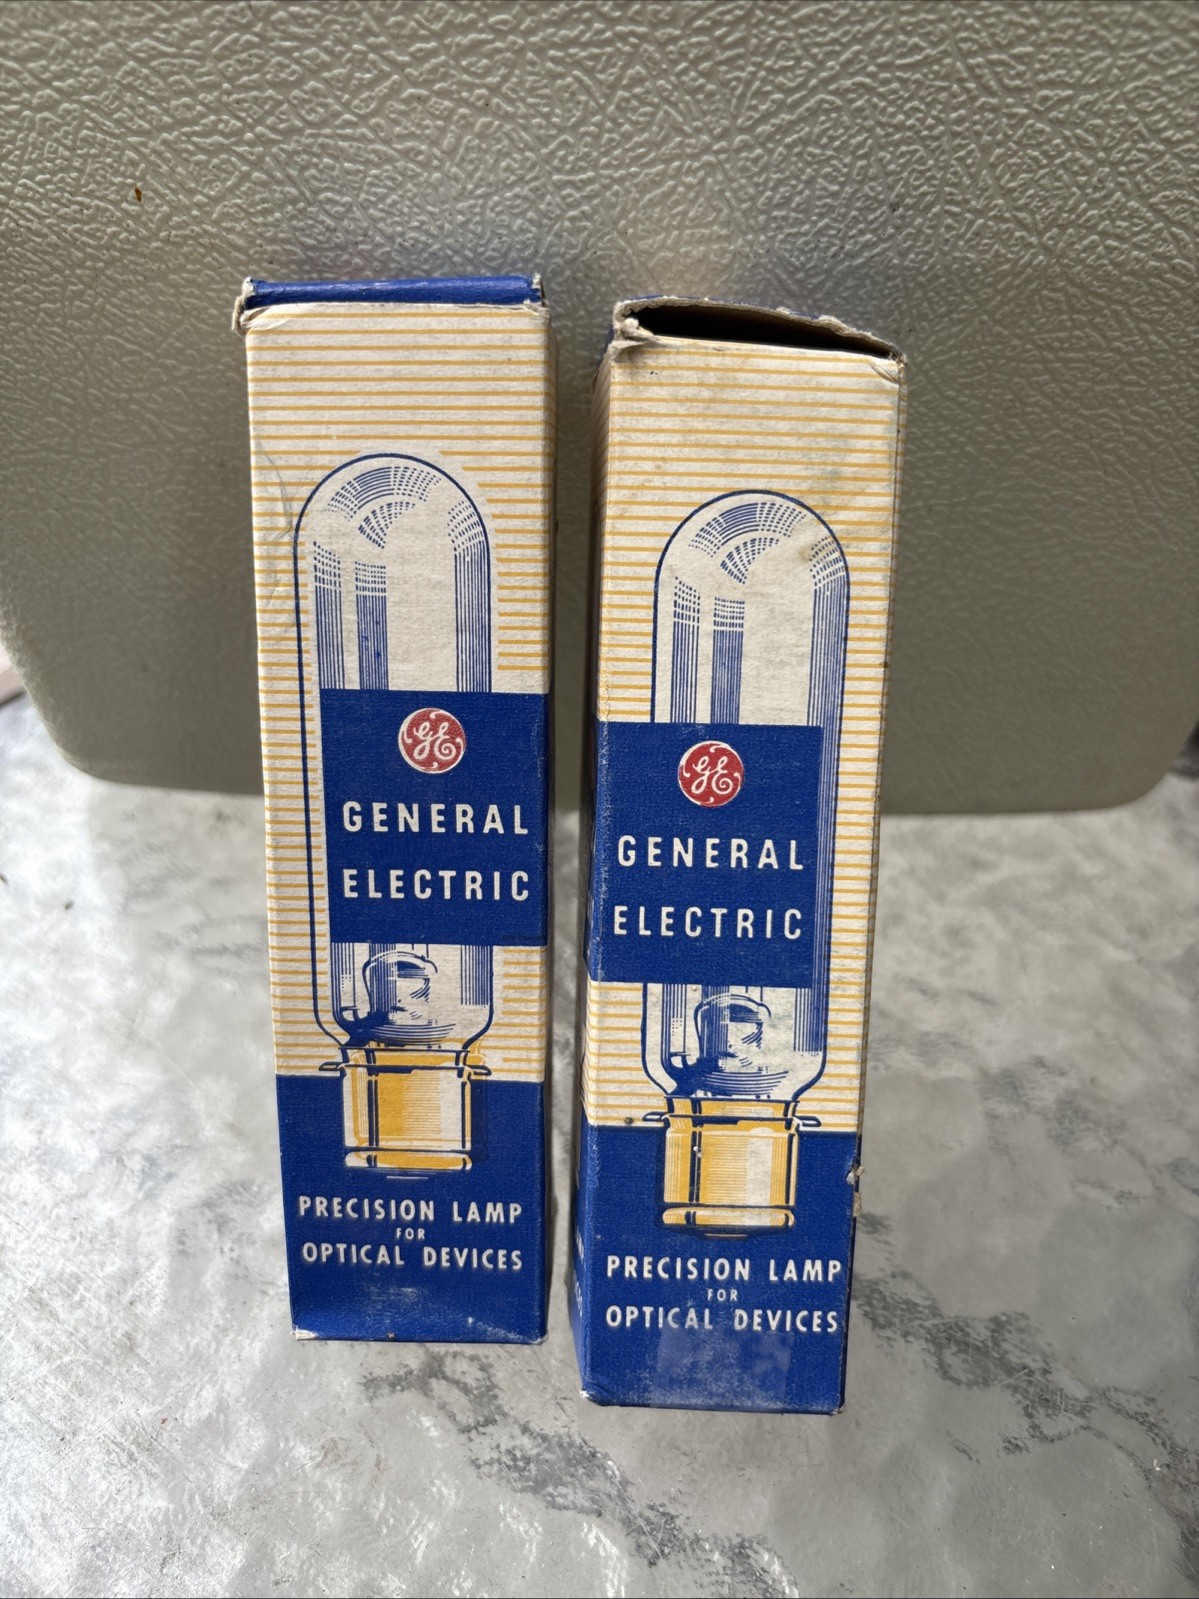 GE
GENERAL
ELECTRIC
PRECISION LAMP
FOR
OPTICAL DEVICES
GE
GENERAL
ELECTRIC
PRECISION LAMP
FOR
OPTICAL DEVICES